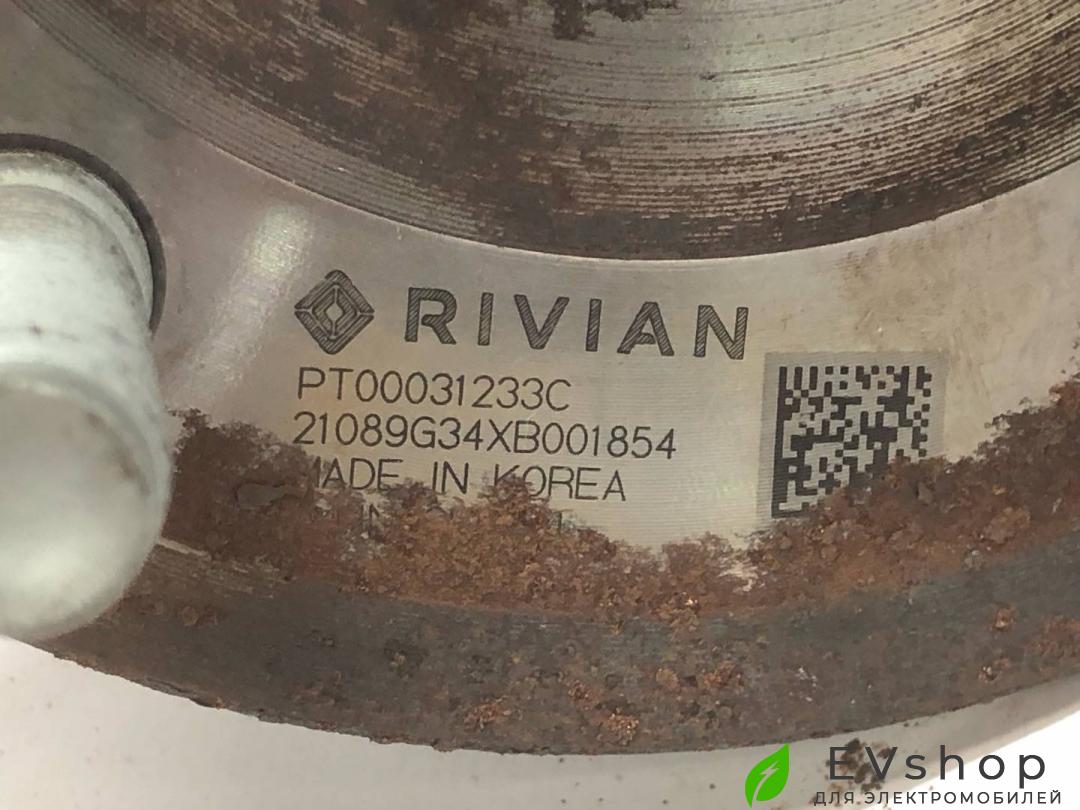 RIVIAN
PT00031233C
21089G34XB001854
MADE IN KOREA
EVshop
ДЛЯ ЭЛЕКТРОМОБИЛЕЙ